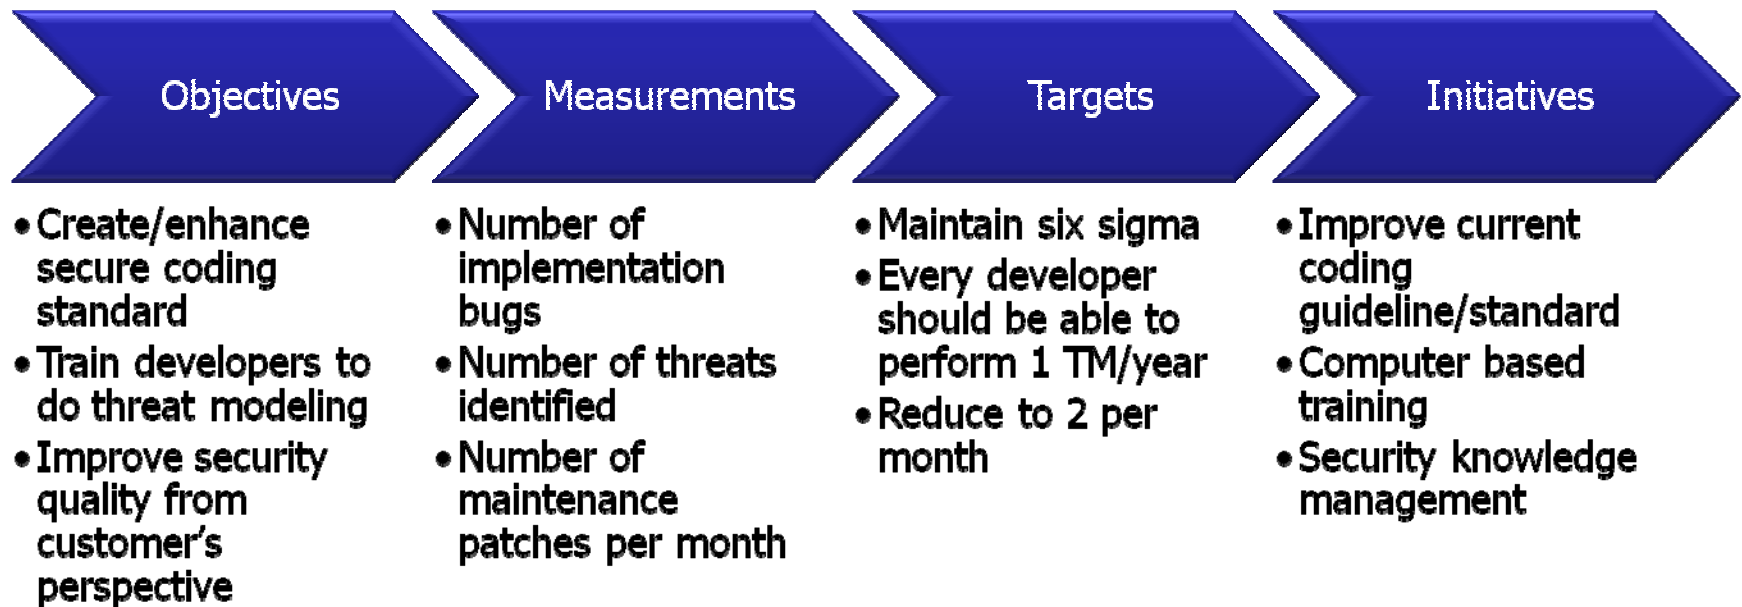 Objectives
• Create/enhance
secure coding
standard
• Train developers to
do threat modeling
• Improve security
quality from
customer's
perspective
Measurements
• Number of
implementation
bugs
• Number of threats
identified
• Number of
maintenance
patches per month
Targets
• Maintain six sigma
• Every developer
should be able to
perform 1 TM/year
• Reduce to 2 per
month
Initiatives
• Improve current
coding
guideline/standard
• Computer based
training
• Security knowledge
management